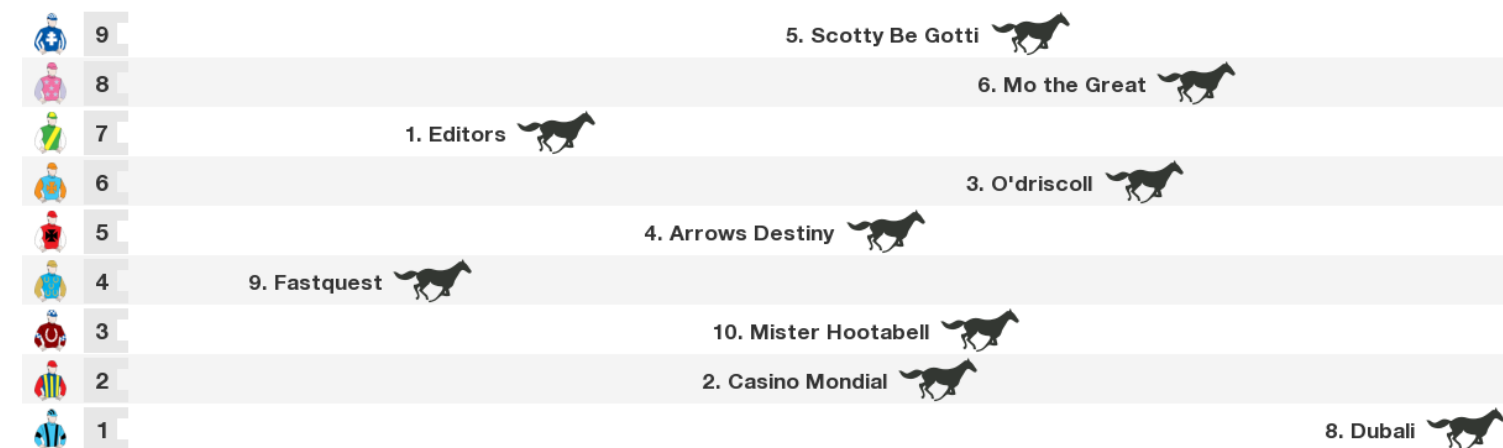 9 5. Scotty Be Gotti
8 6. Mo the Great
7 1. Editors
6 3. O'driscoll
5 4. Arrows Destiny
4 9. Fastquest
3 10. Mister Hootabell
2 2. Casino Mondial
1 8. Dubali